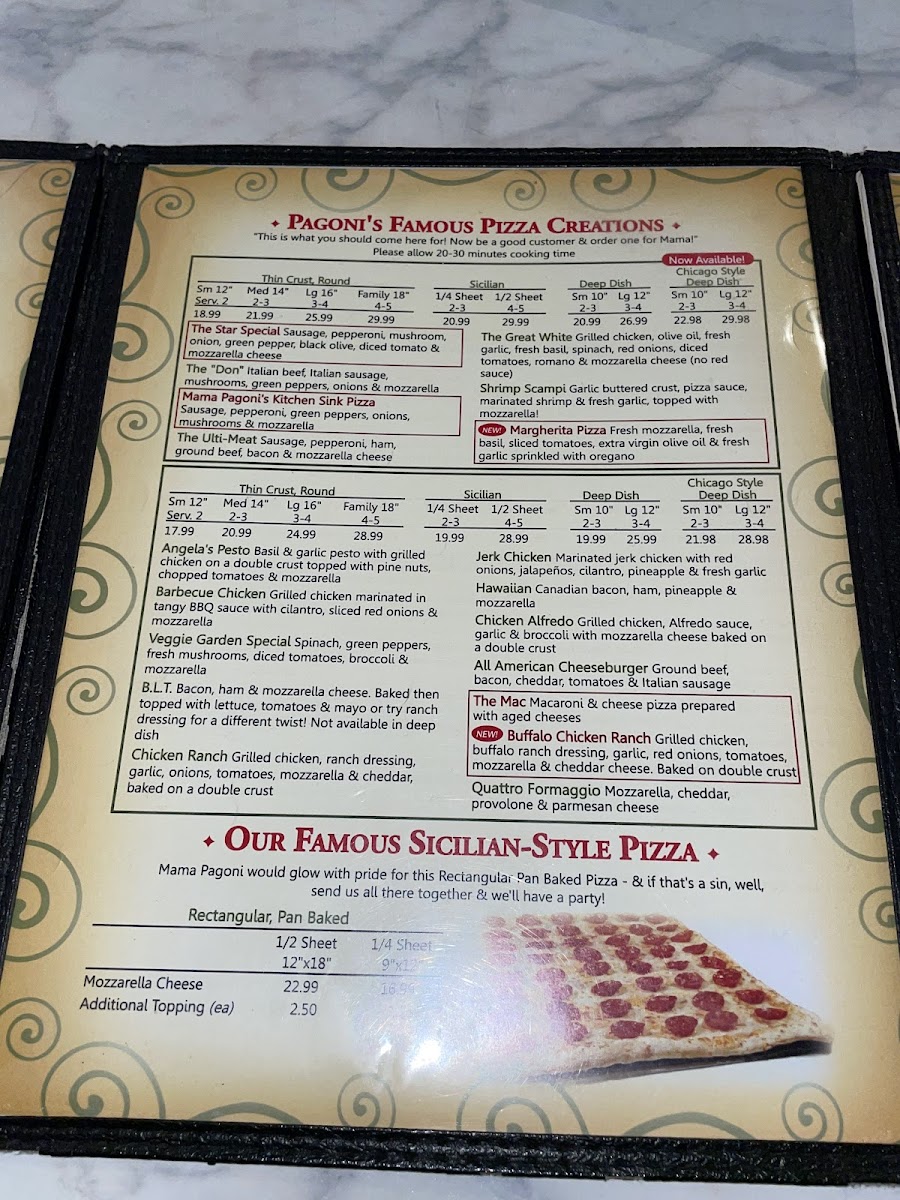 PAGONI'S FAMOUS PIZZA CREATIONS
"This is what you should come here for! Now be a good customer & order one for Mama!"
Please allow 20-30 minutes cooking time
Now Available!
Thin Crust, Round Sicilian Deep Dish Chicago Style Deep Dish
Sm 12" Med 14" Lg 16" Family 18" 1/4 Sheet 1/2 Sheet Sm 10" Lg 12" Sm 10" Lg 12"
Serv. 2 2-3 3-4 4-5 2-3 4-5 2-3 3-4 2-3 3-4
18.99 21.99 25.99 29.99 20.99 29.99 20.99 26.99 22.98 29.98
The Star Special Sausage, pepperoni, mushroom,
onion, green pepper, black olive, diced tomato &
mozzarella cheese
The "Don" Italian beef, Italian sausage,
mushrooms, green peppers, onions & mozzarella
Mama Pagoni's Kitchen Sink Pizza
Sausage, pepperoni, green peppers, onions,
mushrooms & mozzarella
The Ulti-Meat Sausage, pepperoni, ham,
ground beef, bacon & mozzarella cheese
The Great White Grilled chicken, olive oil, fresh
garlic, fresh basil, spinach, red onions, diced
tomatoes, romano & mozzarella cheese (no red
sauce)
Shrimp Scampi Garlic buttered crust, pizza sauce,
marinated shrimp & fresh garlic, topped with
mozzarella!
NEW! Margherita Pizza Fresh mozzarella, fresh
basil, sliced tomatoes, extra virgin olive oil & fresh
garlic sprinkled with oregano
Thin Crust, Round Sicilian Deep Dish Chicago Style Deep Dish
Sm 12" Med 14" Lg 16" Family 18" 1/4 Sheet 1/2 Sheet Sm 10" Lg 12" Sm 10" Lg 12"
Serv. 2 2-3 3-4 4-5 2-3 4-5 2-3 3-4 2-3 3-4
17.99 20.99 24.99 28.99 19.99 28.99 19.99 25.99 21.98 28.98
Angela's Pesto Basil & garlic pesto with grilled
chicken on a double crust topped with pine nuts,
chopped tomatoes & mozzarella
Barbecue Chicken Grilled chicken marinated in
tangy BBQ sauce with cilantro, sliced red onions &
mozzarella
Veggie Garden Special Spinach, green peppers,
fresh mushrooms, diced tomatoes, broccoli &
mozzarella
B.L.T. Bacon, ham & mozzarella cheese. Baked then
topped with lettuce, tomatoes & mayo or try ranch
dressing for a different twist! Not available in deep
dish
Chicken Ranch Grilled chicken, ranch dressing,
garlic, onions, tomatoes, mozzarella & cheddar,
baked on a double crust
Jerk Chicken Marinated jerk chicken with red
onions, jalapeños, cilantro, pineapple & fresh garlic
Hawaiian Canadian bacon, ham, pineapple &
mozzarella
Chicken Alfredo Grilled chicken, Alfredo sauce,
garlic & broccoli with mozzarella cheese baked on
a double crust
All American Cheeseburger Ground beef,
bacon, cheddar, tomatoes & Italian sausage
The Mac Macaroni & cheese pizza prepared
with aged cheeses
NEW! Buffalo Chicken Ranch Grilled chicken,
buffalo ranch dressing, garlic, red onions, tomatoes,
mozzarella & cheddar cheese. Baked on double crust
Quattro Formaggio Mozzarella, cheddar,
provolone & parmesan cheese
OUR FAMOUS SICILIAN-STYLE PIZZA
Mama Pagoni would glow with pride for this Rectangular Pan Baked Pizza - & if that's a sin, well,
send us all there together & we'll have a party!
Rectangular, Pan Baked
1/2 Sheet 1/4 Sheet
12"x18"
Mozzarella Cheese 22.99
Additional Topping (ea) 2.50